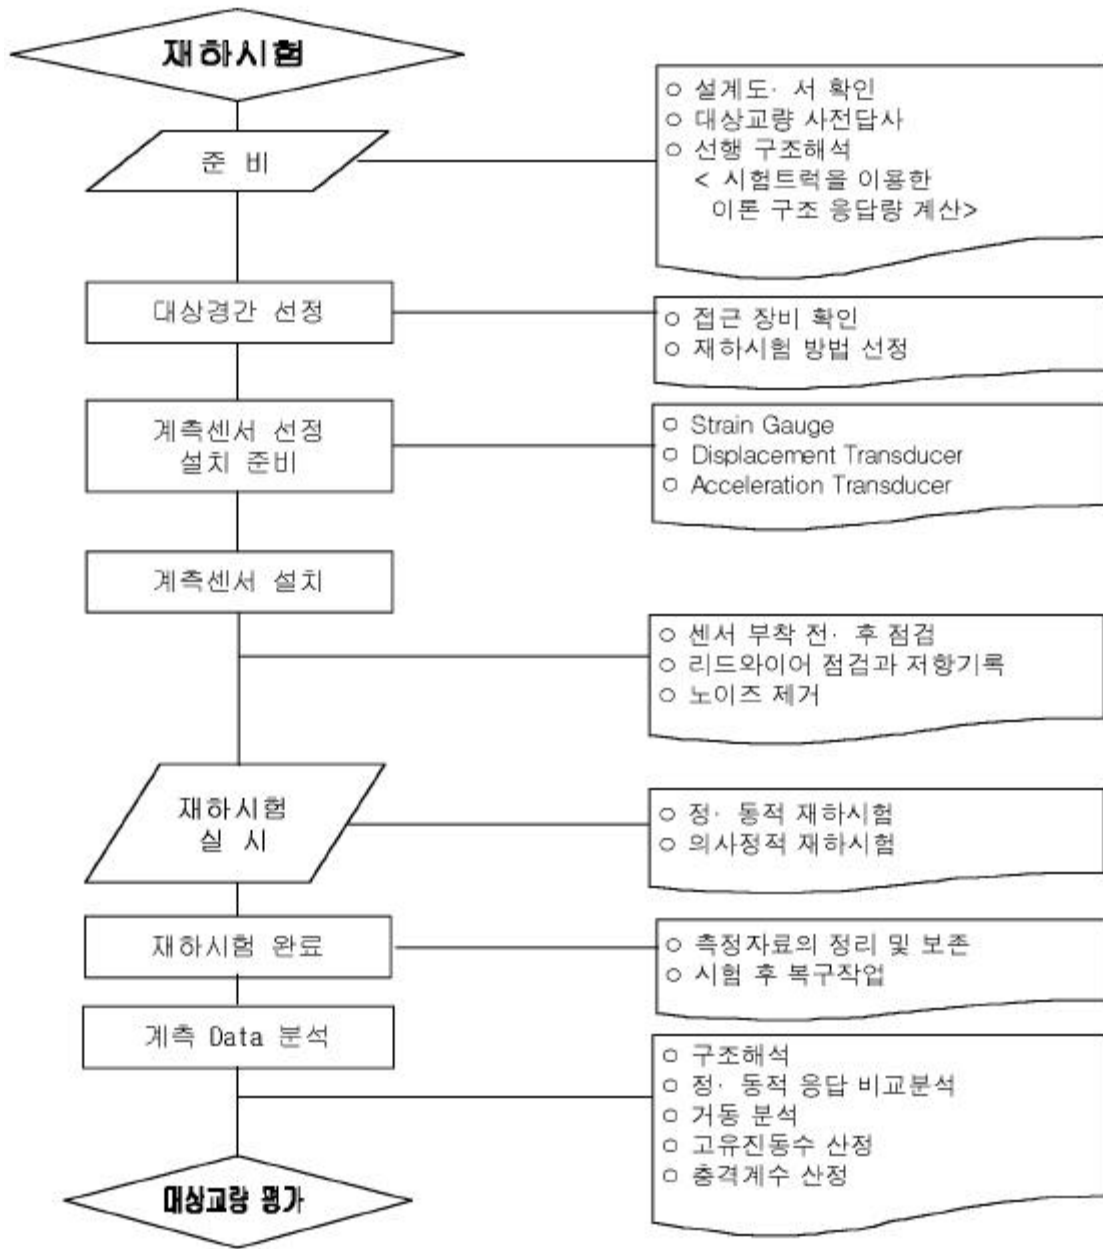 재하시험
준 비
○ 설계도· 서 확인
○ 대상교량 사전답사
○ 선행 구조해석
< 시험트럭을 이용한
이론 구조 응답량 계산>
대상경간 선정
○ 접근 장비 확인
○ 재하시험 방법 선정
계측센서 선정
설치 준비
○ Strain Gauge
○ Displacement Transducer
○ Acceleration Transducer
계측센서 설치
○ 센서 부착 전· 후 점검
○ 리드와이어 점검과 저항기록
○ 노이즈 제거
재하시험
실 시
○ 정· 동적 재하시험
○ 의사정적 재하시험
재하시험 완료
○ 측정자료의 정리 및 보존
○ 시험 후 복구작업
계측 Data 분석
○ 구조해석
○ 정· 동적 응답 비교분석
○ 거동 분석
○ 고유진동수 산정
○ 충격계수 산정
대상교량 평가